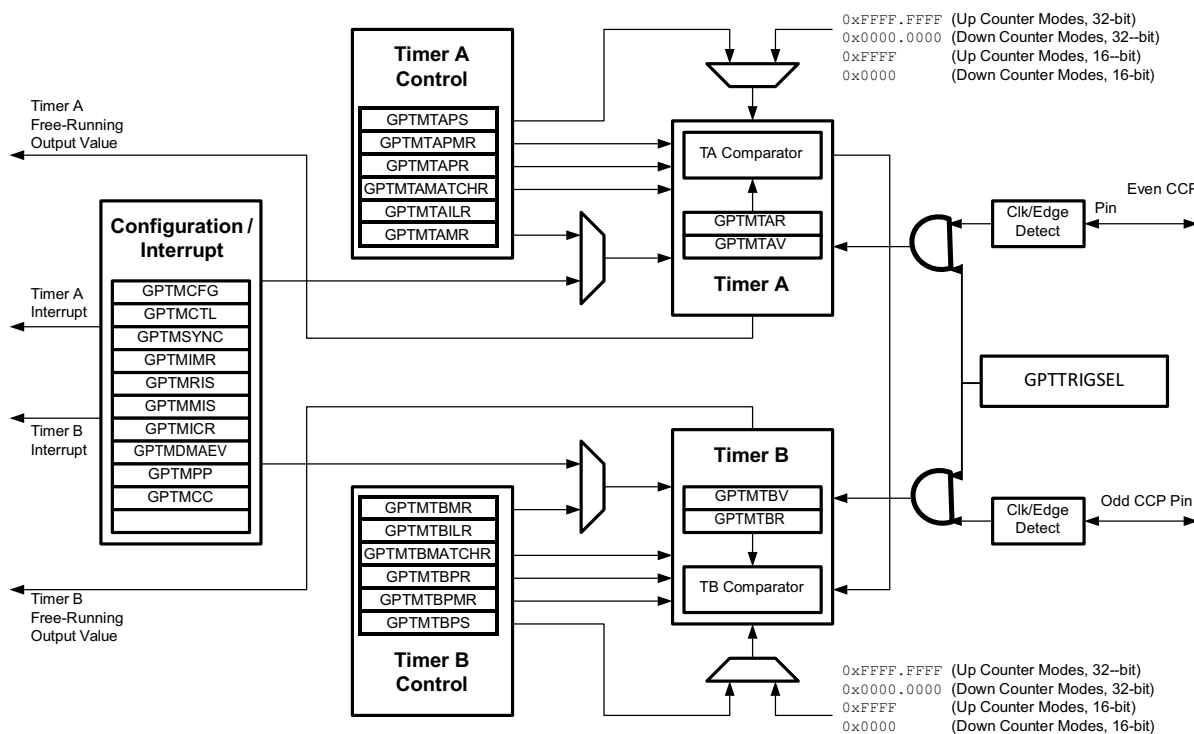 0xFFFF.FFFF (Up Counter Modes, 32-bit)
0x0000.0000 (Down Counter Modes, 32--bit)
0xFFFF (Up Counter Modes, 16--bit)
0x0000 (Down Counter Modes, 16-bit)
Timer A
Control
GPTMTAPS
GPTMTAPMR
GPTMTAPR
GPTMTAMATCHR
GPTMTAILR
GPTMTAMR
Timer A
Free-Running
Output Value
TA Comparator
GPTMTAR
GPTMTAV
Timer A
Clk/Edge
Detect
Even CCP
Pin
Configuration /
Interrupt
GPTMCFG
GPTMCTL
GPTMSYNC
GPTMIMR
GPTMRIS
GPTMMIS
GPTMICR
GPTMDMAEV
GPTMPP
GPTMCC
Timer A
Interrupt
Timer B
Interrupt
GPTTRIGSEL
Timer B
GPTMTBV
GPTMTBR
TB Comparator
Clk/Edge
Detect
Odd CCP Pin
GPTMTBMR
GPTMTBILR
GPTMTBMATCHR
GPTMTBPR
GPTMTBPMR
GPTMTBPS
Timer B
Control
Timer B
Free-Running
Output Value
0xFFFF.FFFF (Up Counter Modes, 32--bit)
0x0000.0000 (Down Counter Modes, 32-bit)
0xFFFF (Up Counter Modes, 16-bit)
0x0000 (Down Counter Modes, 16-bit)